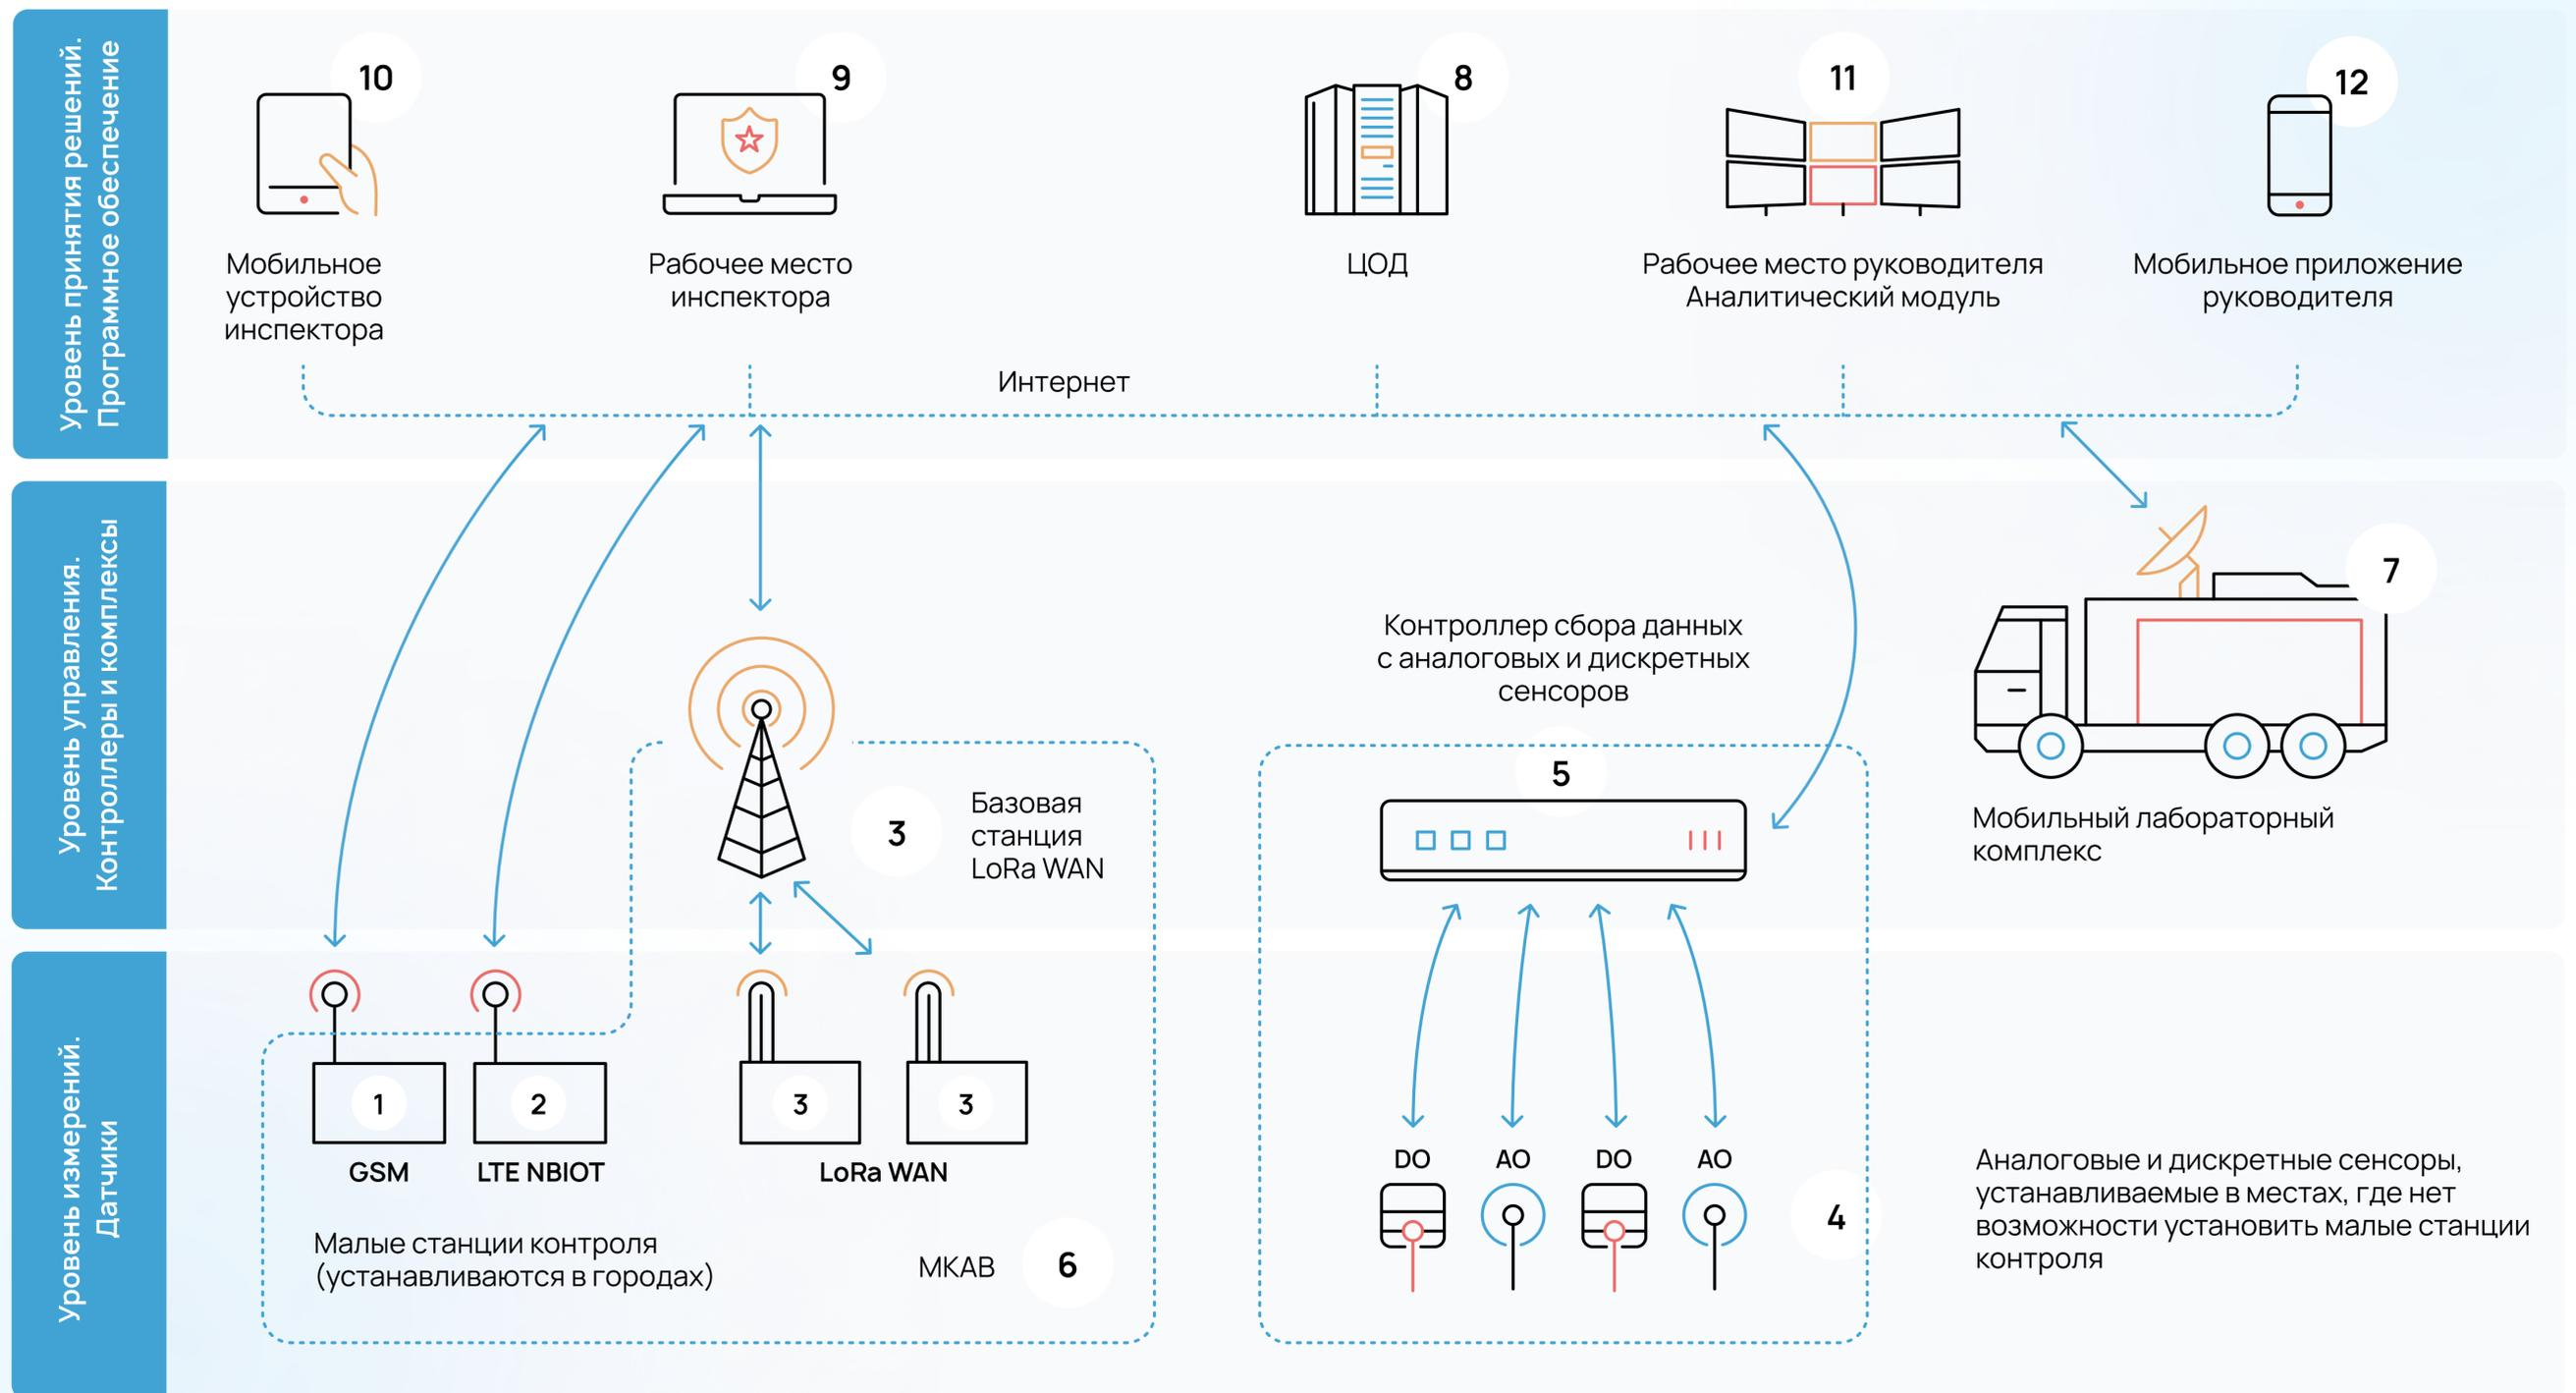 Уровень принятия решений.
Программное обеспечение
10
9
8
11
12
Мобильное
устройство
инспектора
Рабочее место
инспектора
ЦОД
Рабочее место руководителя
Аналитический модуль
Мобильное приложение
руководителя
Интернет
Уровень управления.
Контроллеры и комплексы
7
Контроллер сбора данных
с аналоговых и дискретных
сенсоров
5
3
Базовая
станция
LoRa WAN
Мобильный лабораторный
комплекс
Уровень измерений.
Датчики
1
2
3
3
GSM
LTE NBIOT
LoRa WAN
Малые станции контроля
(устанавливаются в городах)
МКАВ
6
DO
AO
DO
AO
4
Аналоговые и дискретные сенсоры,
устанавливаемые в местах, где нет
возможности установить малые станции
контроля